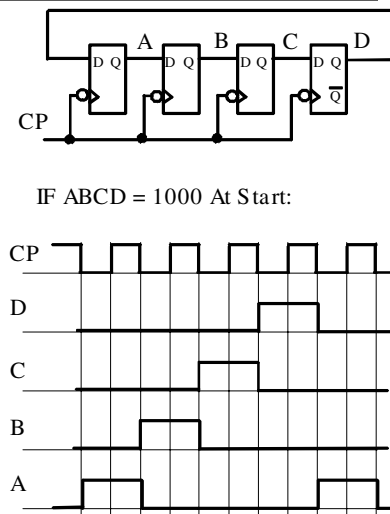 A B C D
D Q D Q D Q D Q
Q
CP
IF ABCD = 1000 At Start:
CP
D
C
B
A